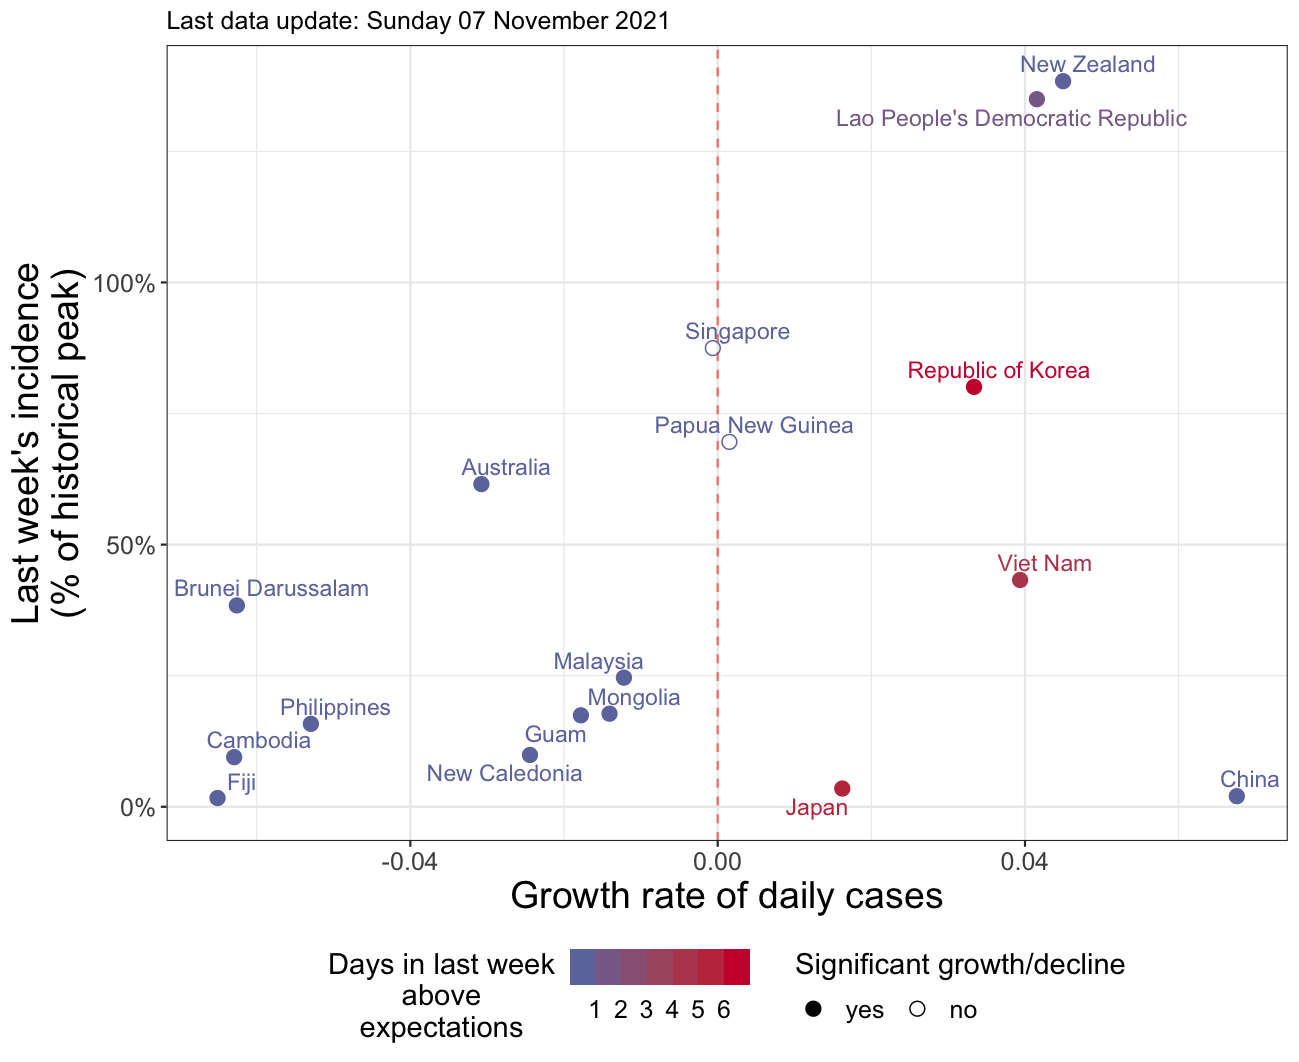 Last data update: Sunday 07 November 2021
New Zealand
Lao People's Democratic Republic
Last week's incidence
(% of historical peak)
100%
Singapore
Republic of Korea
Papua New Guinea
Australia
50%
Viet Nam
Brunei Darussalam
Malaysia
Mongolia
Philippines
Guam
Cambodia
New Caledonia
Fiji
China
0%
Japan
-0.04 0.00 0.04
Growth rate of daily cases
Days in last week
above
expectations
1 2 3 4 5 6
Significant growth/decline
yes no